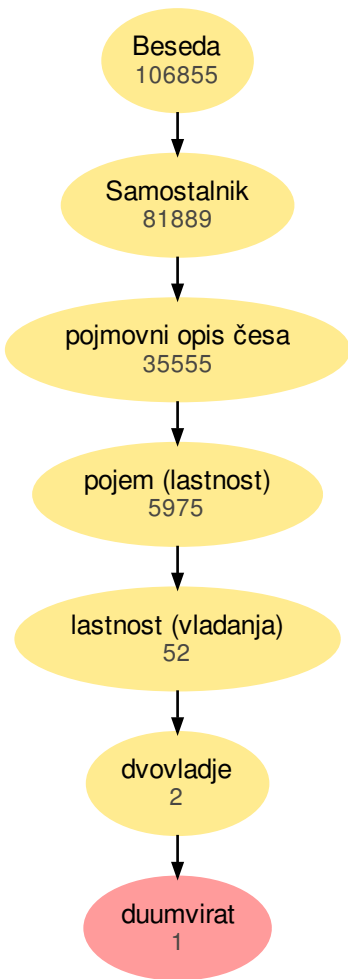 Beseda
106855
Samostalnik
81889
pojmovni opis česa
35555
pojem (lastnost)
5975
lastnost (vladanja)
52
dvovladje
2
duumvirat
1